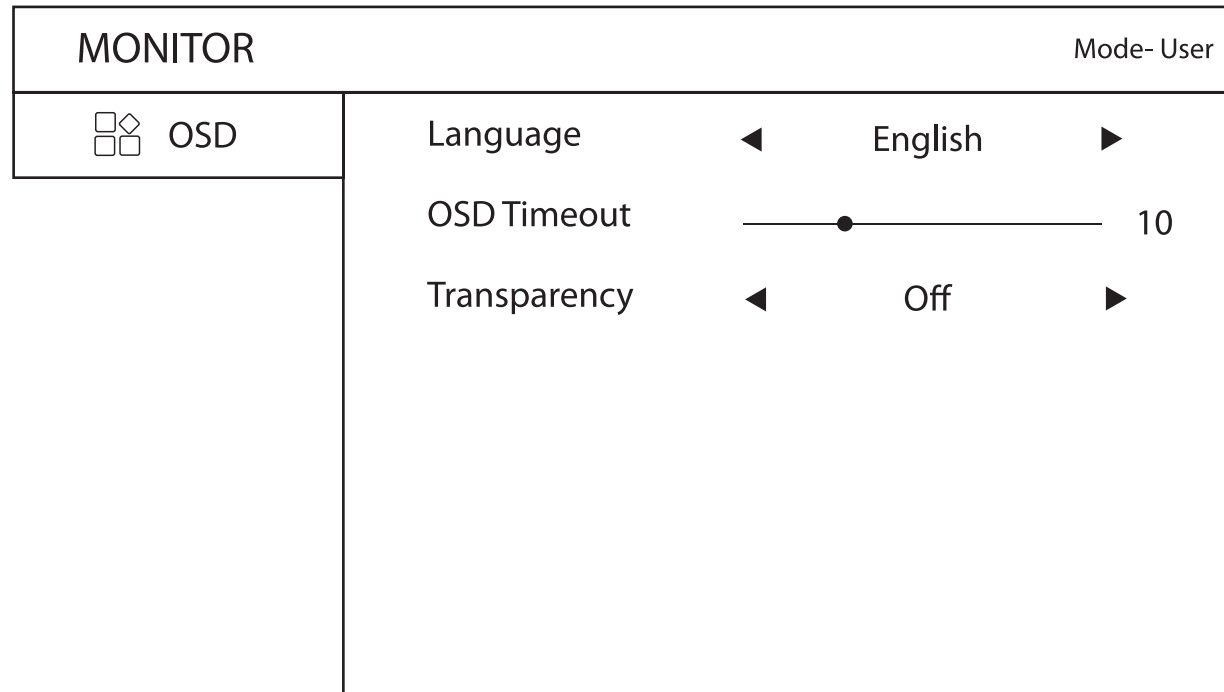 MONITOR Mode- User
OSD
Language English
OSD Timeout 10
Transparency Off